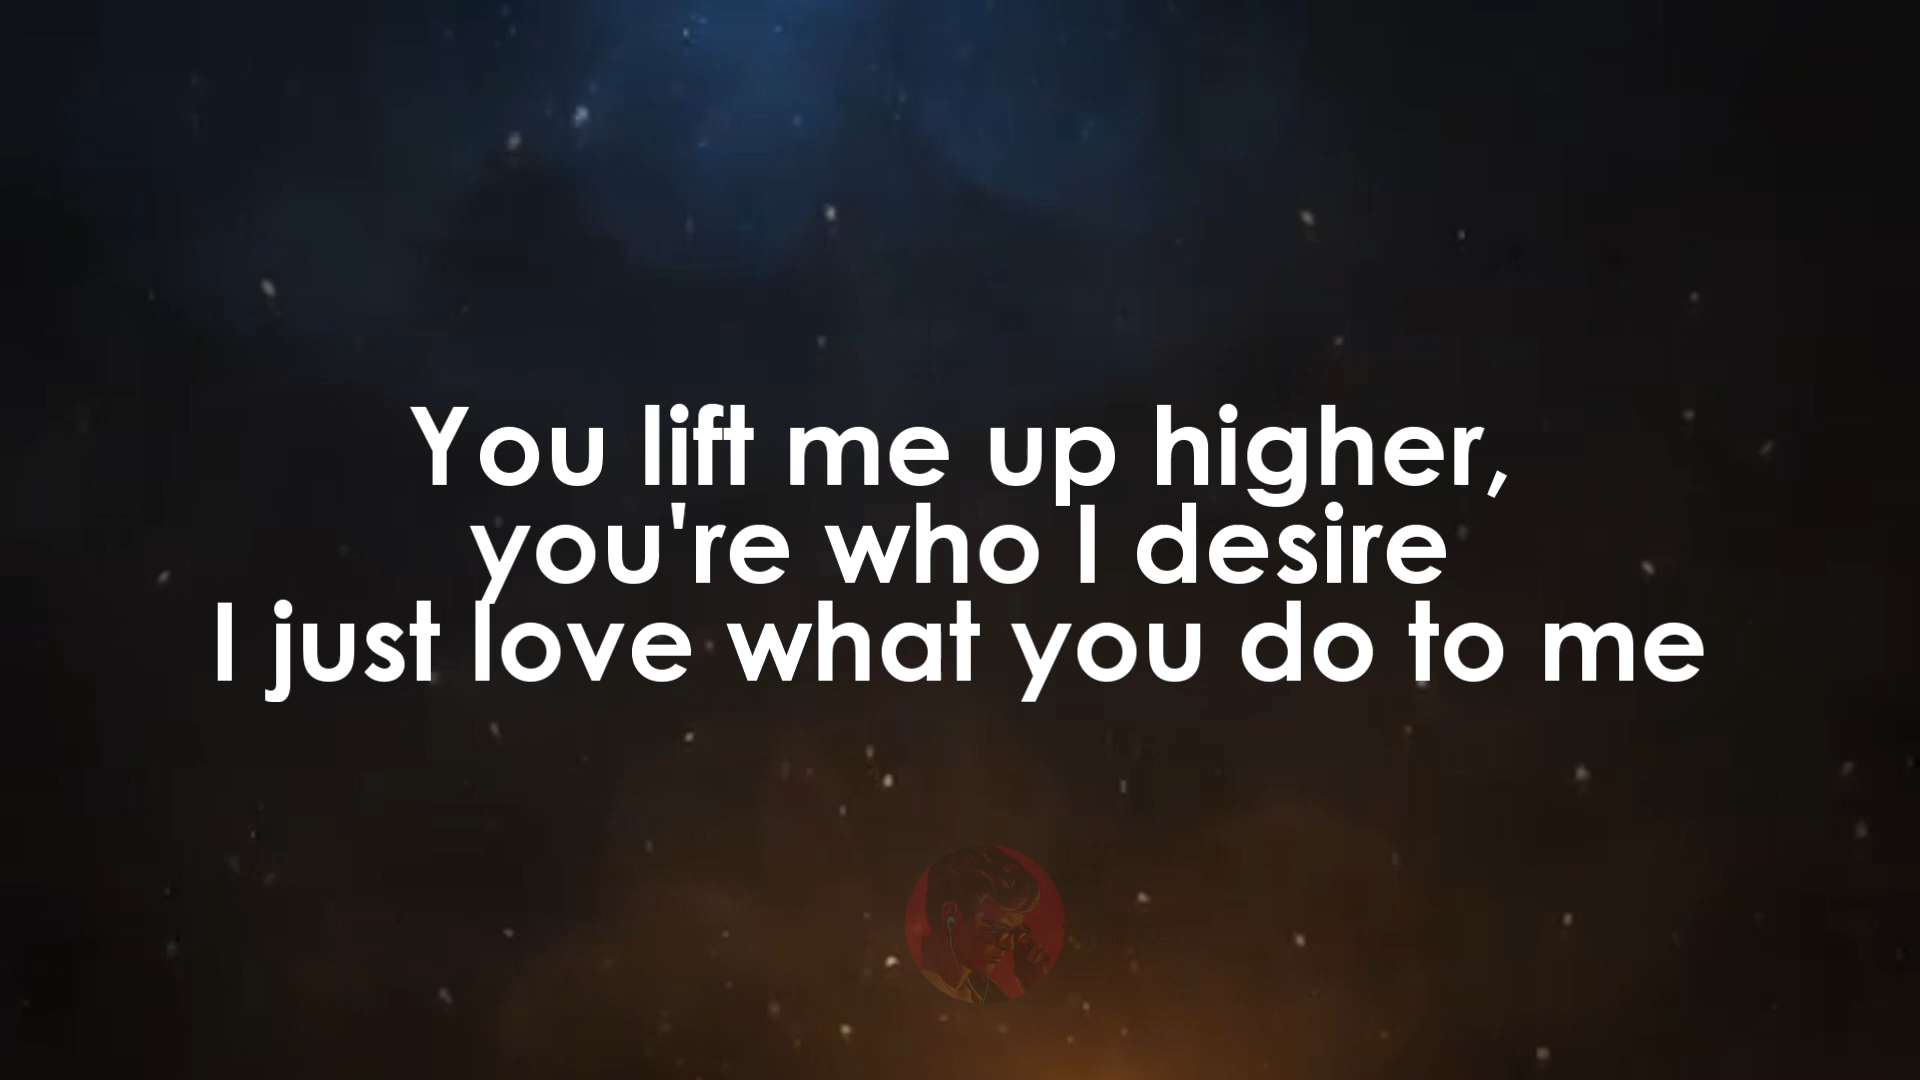 You lift me up higher,
you're who I desire
I just love what you do to me